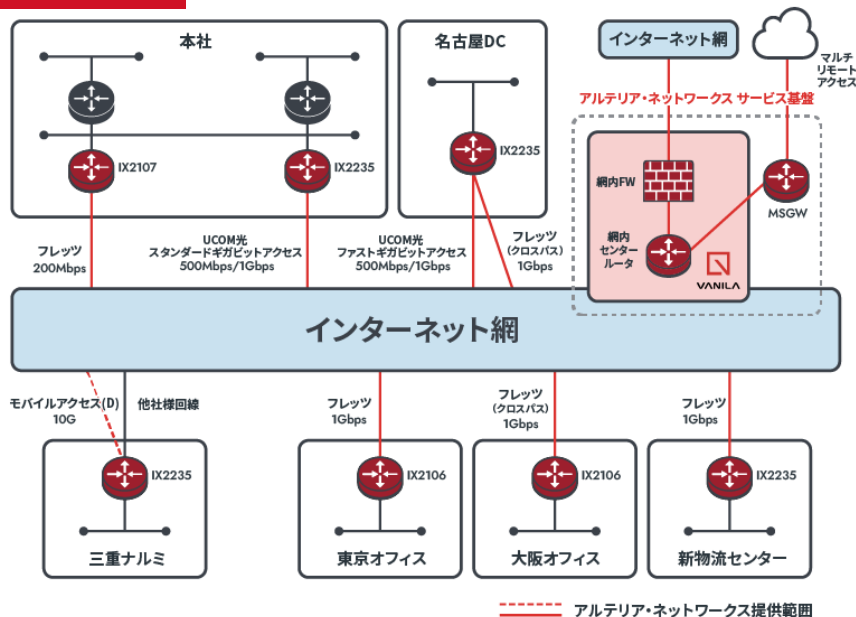 本社
名古屋DC
インターネット網
マルチ
リモート
アクセス
アルテリア・ネットワークス サービス基盤
IX2107
IX2235
IX2235
網内FW
MSGW
網内
センター
ルータ
VANILA
フレッツ
200Mbps
UCOM光
スタンダードギガビットアクセス
500Mbps/1Gbps
UCOM光
ファストギガビットアクセス
500Mbps/1Gbps
フレッツ
(クロスパス)
1Gbps
インターネット網
モバイルアクセス(D)
10G
他社様回線
フレッツ
1Gbps
フレッツ
(クロスパス)
1Gbps
フレッツ
1Gbps
IX2235
IX2106
IX2106
IX2235
三重ナルミ
東京オフィス
大阪オフィス
新物流センター
アルテリア・ネットワークス提供範囲